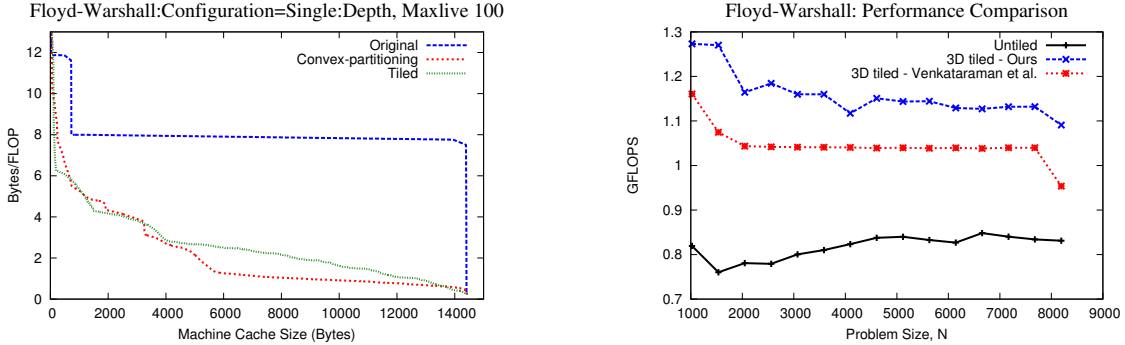 Floyd-Warshall:Configuration=Single:Depth, Maxlive 100
12
10
8
6
4
2
0
Bytes/FLOP
Original
Convex-partitioning
Tiled
0 2000 4000 6000 8000 10000 12000 14000
Machine Cache Size (Bytes)
Floyd-Warshall: Performance Comparison
1.3
1.2
1.1
1
0.9
0.8
0.7
GFLOPS
Untiled
3D tiled - Ours
3D tiled - Venkataraman et al.
1000 2000 3000 4000 5000 6000 7000 8000 9000
Problem Size, N